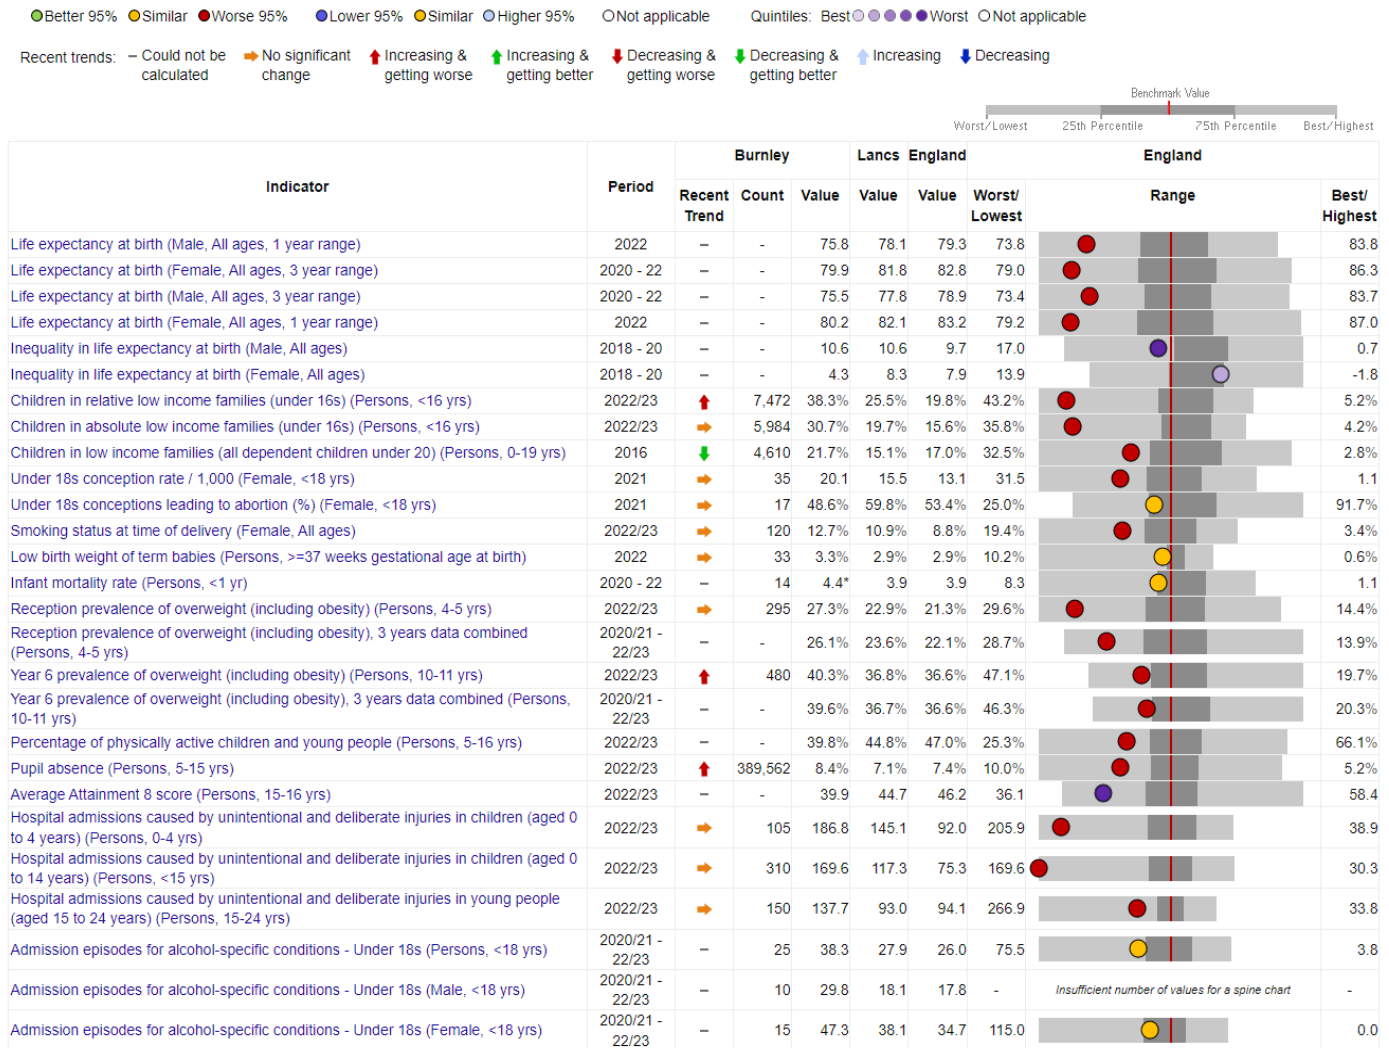 Better 95% Similar Worse 95% Lower 95% Similar Higher 95% Not applicable Quintiles: Best Worst Not applicable
Recent trends: – Could not be calculated No significant change Increasing & getting worse Increasing & getting better Decreasing & getting worse Decreasing & getting better Increasing Decreasing
Benchmark Value
Worst/Lowest 25th Percentile 75th Percentile Best/Highest
Burnley Lancs England England
Indicator Period Recent Trend Count Value Value Value Worst/Lowest Range Best/Highest
Life expectancy at birth (Male, All ages, 1 year range) 2022 – - 75.8 78.1 79.3 73.8 83.8
Life expectancy at birth (Female, All ages, 3 year range) 2020 - 22 – - 79.9 81.8 82.8 79.0 86.3
Life expectancy at birth (Male, All ages, 3 year range) 2020 - 22 – - 75.5 77.8 78.9 73.4 83.7
Life expectancy at birth (Female, All ages, 1 year range) 2022 – - 80.2 82.1 83.2 79.2 87.0
Inequality in life expectancy at birth (Male, All ages) 2018 - 20 – - 10.6 10.6 9.7 17.0 0.7
Inequality in life expectancy at birth (Female, All ages) 2018 - 20 – - 4.3 8.3 7.9 13.9 -1.8
Children in relative low income families (under 16s) (Persons, <16 yrs) 2022/23 7,472 38.3% 25.5% 19.8% 43.2% 5.2%
Children in absolute low income families (under 16s) (Persons, <16 yrs) 2022/23 5,984 30.7% 19.7% 15.6% 35.8% 4.2%
Children in low income families (all dependent children under 20) (Persons, 0-19 yrs) 2016 4,610 21.7% 15.1% 17.0% 32.5% 2.8%
Under 18s conception rate / 1,000 (Female, <18 yrs) 2021 35 20.1 15.5 13.1 31.5 1.1
Under 18s conceptions leading to abortion (%) (Female, <18 yrs) 2021 17 48.6% 59.8% 53.4% 25.0% 91.7%
Smoking status at time of delivery (Female, All ages) 2022/23 120 12.7% 10.9% 8.8% 19.4% 3.4%
Low birth weight of term babies (Persons, >=37 weeks gestational age at birth) 2022 33 3.3% 2.9% 2.9% 10.2% 0.6%
Infant mortality rate (Persons, <1 yr) 2020 - 22 – 14 4.4* 3.9 3.9 8.3 1.1
Reception prevalence of overweight (including obesity) (Persons, 4-5 yrs) 2022/23 295 27.3% 22.9% 21.3% 29.6% 14.4%
Reception prevalence of overweight (including obesity), 3 years data combined
(Persons, 4-5 yrs) 2020/21 - 22/23 – - 26.1% 23.6% 22.1% 28.7% 13.9%
Year 6 prevalence of overweight (including obesity) (Persons, 10-11 yrs) 2022/23 480 40.3% 36.8% 36.6% 47.1% 19.7%
Year 6 prevalence of overweight (including obesity), 3 years data combined (Persons,
10-11 yrs) 2020/21 - 22/23 – - 39.6% 36.7% 36.6% 46.3% 20.3%
Percentage of physically active children and young people (Persons, 5-16 yrs) 2022/23 – - 39.8% 44.8% 47.0% 25.3% 66.1%
Pupil absence (Persons, 5-15 yrs) 2022/23 389,562 8.4% 7.1% 7.4% 10.0% 5.2%
Average Attainment 8 score (Persons, 15-16 yrs) 2022/23 – - 39.9 44.7 46.2 36.1 58.4
Hospital admissions caused by unintentional and deliberate injuries in children (aged 0
to 4 years) (Persons, 0-4 yrs) 2022/23 105 186.8 145.1 92.0 205.9 38.9
Hospital admissions caused by unintentional and deliberate injuries in children (aged 0
to 14 years) (Persons, <15 yrs) 2022/23 310 169.6 117.3 75.3 169.6 30.3
Hospital admissions caused by unintentional and deliberate injuries in young people
(aged 15 to 24 years) (Persons, 15-24 yrs) 2022/23 150 137.7 93.0 94.1 266.9 33.8
Admission episodes for alcohol-specific conditions - Under 18s (Persons, <18 yrs) 2020/21 - 22/23 – 25 38.3 27.9 26.0 75.5 3.8
Admission episodes for alcohol-specific conditions - Under 18s (Male, <18 yrs) 2020/21 - 22/23 – 10 29.8 18.1 17.8 - Insufficient number of values for a spine chart -
Admission episodes for alcohol-specific conditions - Under 18s (Female, <18 yrs) 2020/21 - 22/23 – 15 47.3 38.1 34.7 115.0 0.0